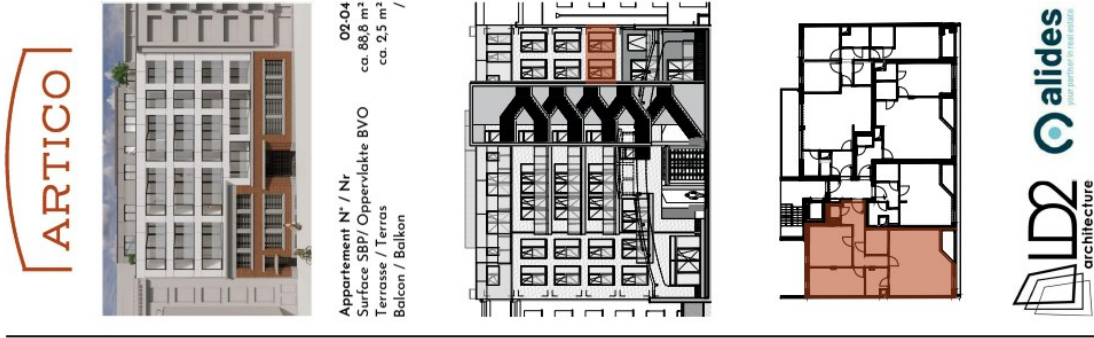 ARTICO
Appartement N° / Nr 02-04
Surface SBP/ Oppervlakte BVO ca. 88,8 m²
Terrasse / Terras ca. 2,5 m²
Balcon / Balkon /
alides
your partner in real estate
LD2
architecture